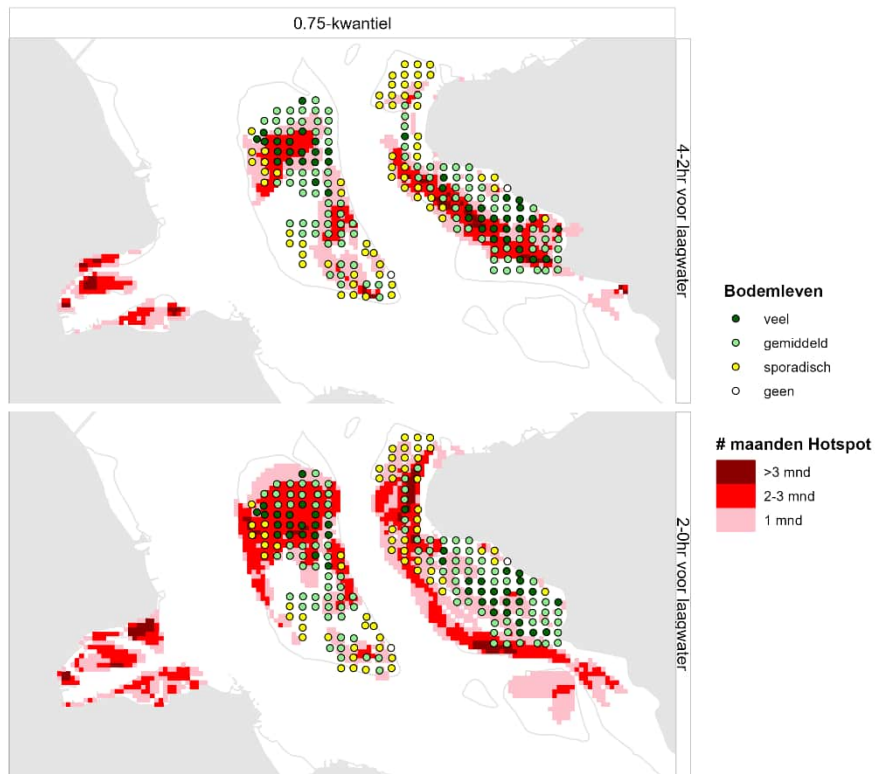 0.75-kwantiel
4-2hr voor laagwater
Bodemleven
veel
gemiddeld
sporadisch
geen
# maanden Hotspot
>3 mnd
2-3 mnd
1 mnd
2-0hr voor laagwater